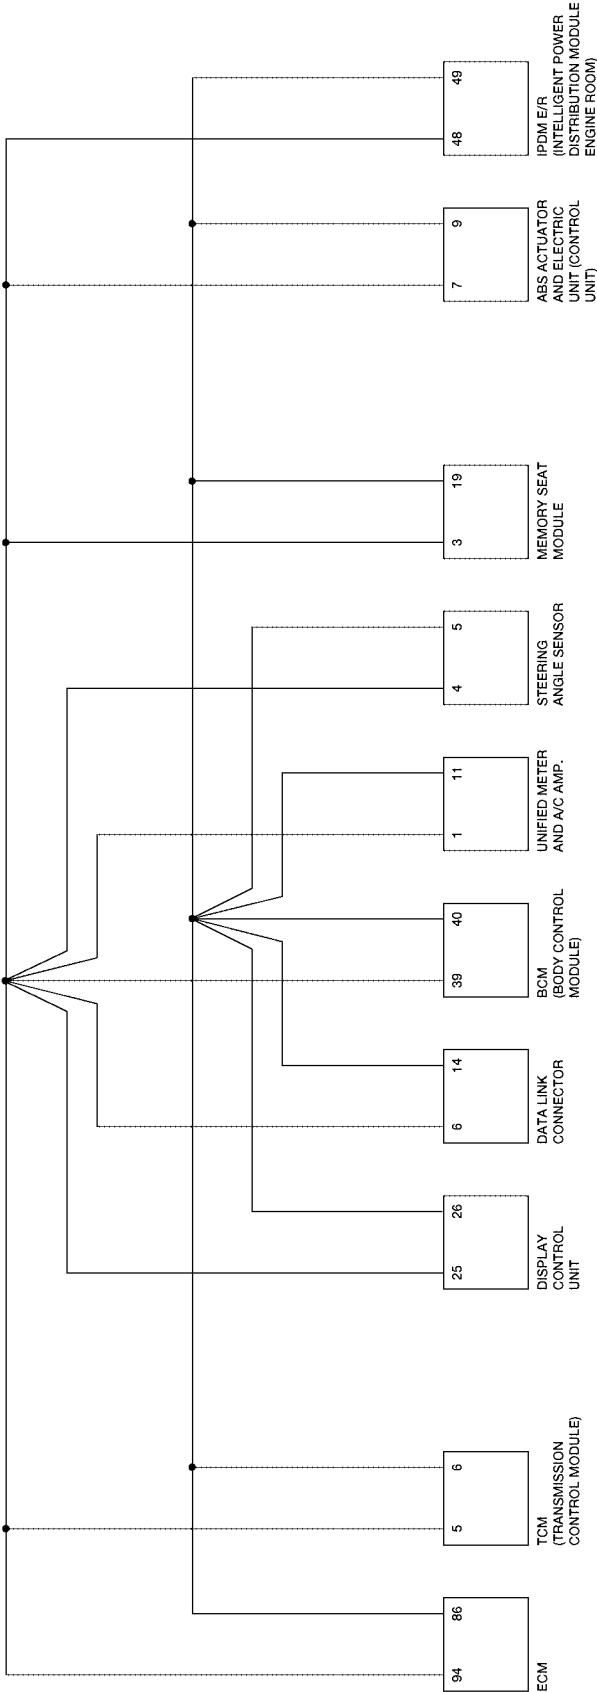 94
86
ECM
5
6
TCM
(TRANSMISSION
CONTROL MODULE)
25
26
DISPLAY
CONTROL
UNIT
6
14
DATA LINK
CONNECTOR
39
40
BCM
(BODY CONTROL
MODULE)
1
11
UNIFIED METER
AND A/C AMP.
4
5
STEERING
ANGLE SENSOR
3
19
MEMORY SEAT
MODULE
7
9
ABS ACTUATOR
AND ELECTRIC
UNIT (CONTROL
UNIT)
48
49
IPDM E/R
(INTELLIGENT POWER
DISTRIBUTION MODULE
ENGINE ROOM)